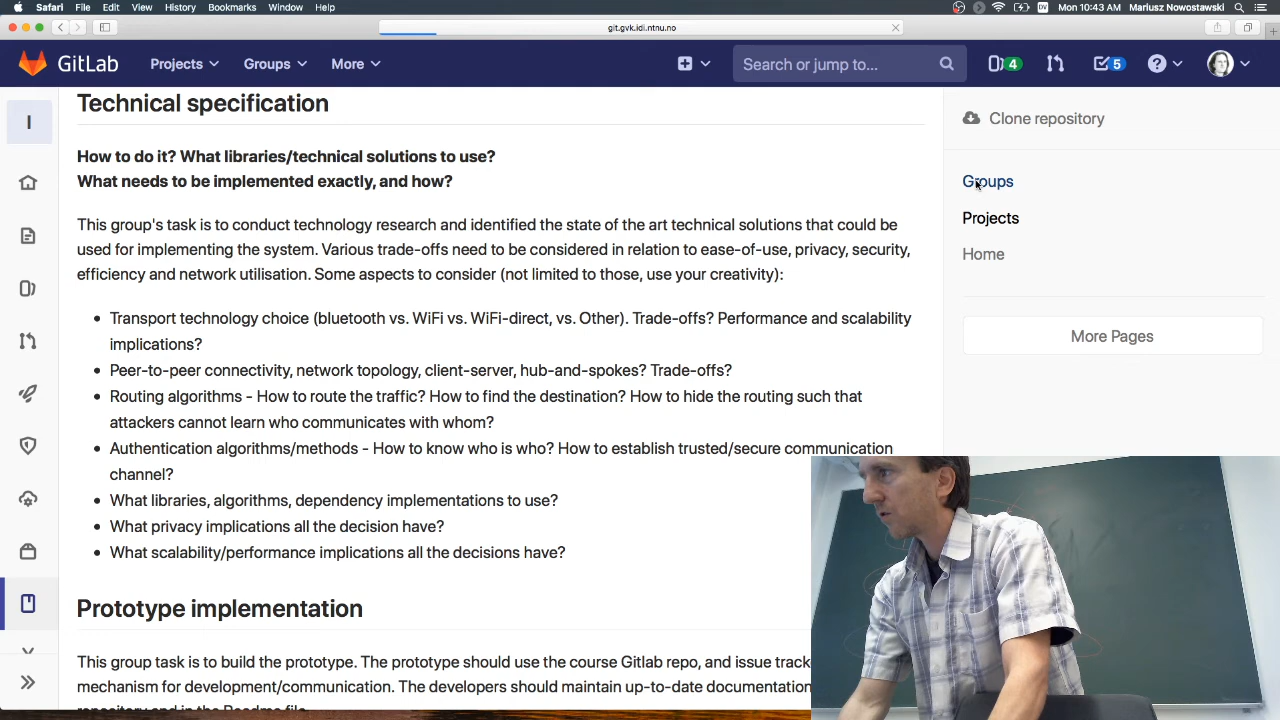 Safari File Edit View History Bookmarks Window Help
DV Mon 10:43 AM Mariusz Nowostawski
git.gvk.idi.ntnu.no
GitLab Projects Groups More Search or jump to... 4 5
I
Technical specification
How to do it? What libraries/technical solutions to use?
What needs to be implemented exactly, and how?
This group's task is to conduct technology research and identified the state of the art technical solutions that could be
used for implementing the system. Various trade-offs need to be considered in relation to ease-of-use, privacy, security,
efficiency and network utilisation. Some aspects to consider (not limited to those, use your creativity):
• Transport technology choice (bluetooth vs. WiFi vs. WiFi-direct, vs. Other). Trade-offs? Performance and scalability
implications?
• Peer-to-peer connectivity, network topology, client-server, hub-and-spokes? Trade-offs?
• Routing algorithms - How to route the traffic? How to find the destination? How to hide the routing such that
attackers cannot learn who communicates with whom?
• Authentication algorithms/methods - How to know who is who? How to establish trusted/secure communication
channel?
• What libraries, algorithms, dependency implementations to use?
• What privacy implications all the decision have?
• What scalability/performance implications all the decisions have?
Prototype implementation
This group task is to build the prototype. The prototype should use the course Gitlab repo, and issue track
mechanism for development/communication. The developers should maintain up-to-date documentation
repository and in the Readme file.
Clone repository
Groups
Projects
Home
More Pages